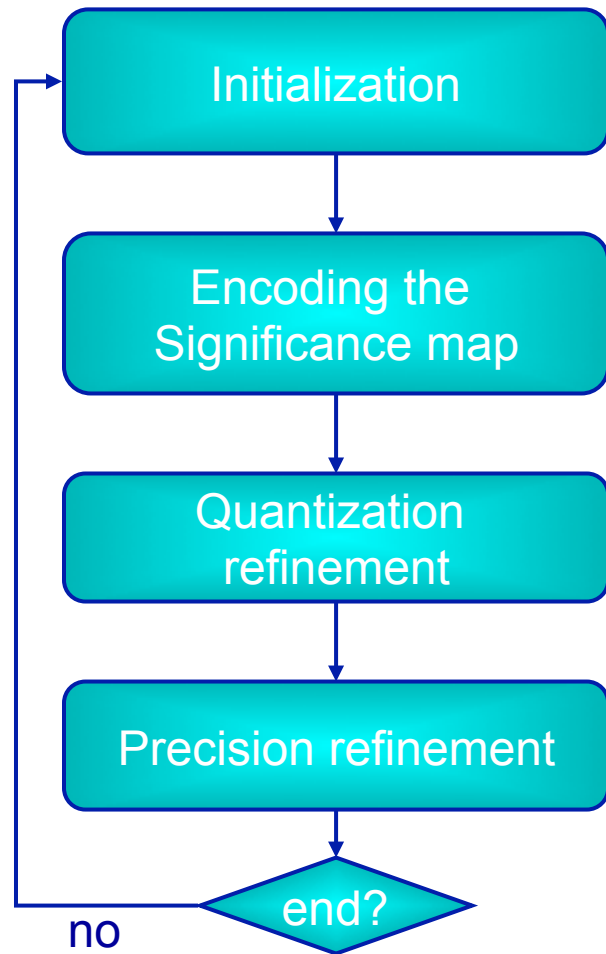 Initialization
Encoding the
Significance map
Quantization
refinement
Precision refinement
end?
no